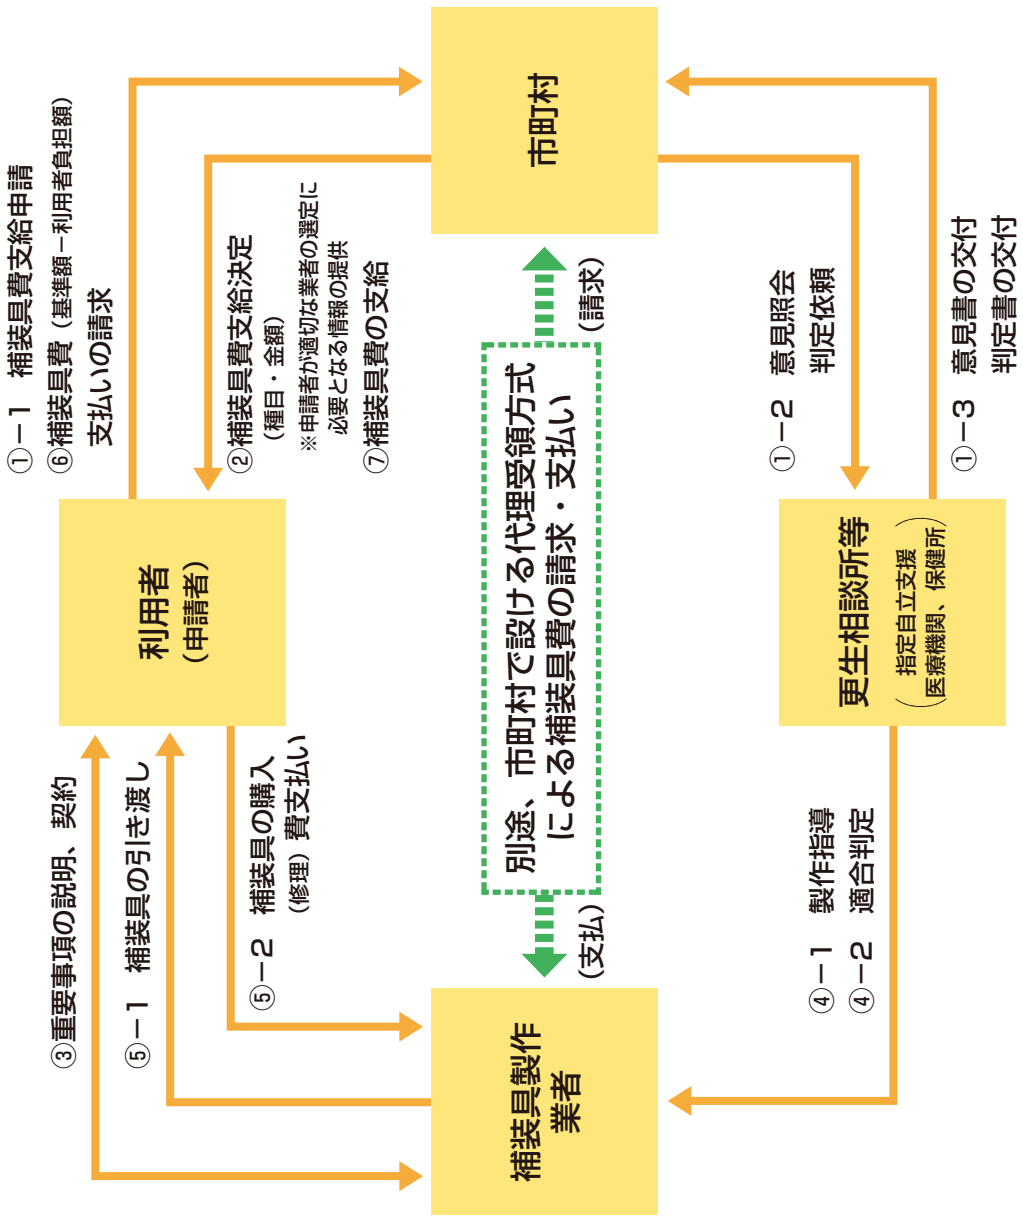 ①－1 補装具費支給申請
⑥補装具費（基準額－利用者負担額）
支払いの請求
②補装具費支給決定
（種目・金額）
※申請者が適切な業者の選定に
必要となる情報の提供
⑦補装具費の支給
市町村
利用者
（申請者）
③重要事項の説明、契約
⑤－1 補装具の引き渡し
⑤－2 補装具の購入
（修理）費支払い
（支払）
別途、市町村で設ける代理受領方式
による補装具費の請求・支払い
（請求）
①－2 意見照会
判定依頼
①－3 意見書の交付
判定書の交付
補装具製作
業者
更生相談所等
（指定自立支援
医療機関、保健所）
④－1 製作指導
④－2 適合判定